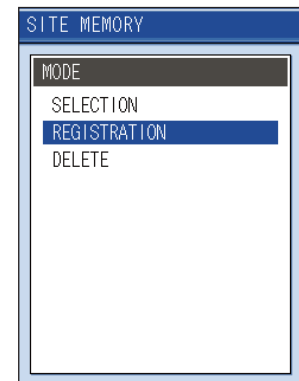 SITE MEMORY
MODE
SELECTION
REGISTRATION
DELETE